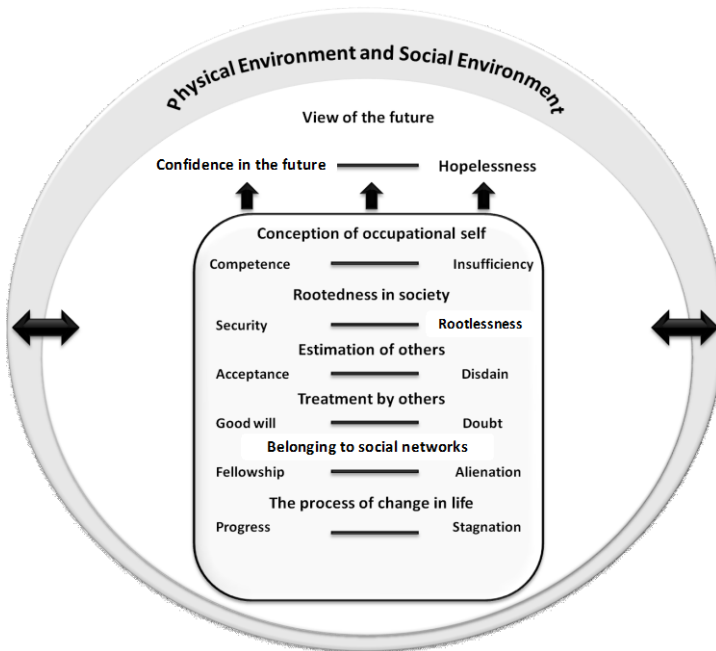 Physical Environment and Social Environment
View of the future
Confidence in the future Hopelessness
Conception of occupational self
Competence Insufficiency
Rootedness in society
Security Rootlessness
Estimation of others
Acceptance Disdain
Treatment by others
Good will Doubt
Belonging to social networks
Fellowship Alienation
The process of change in life
Progress Stagnation